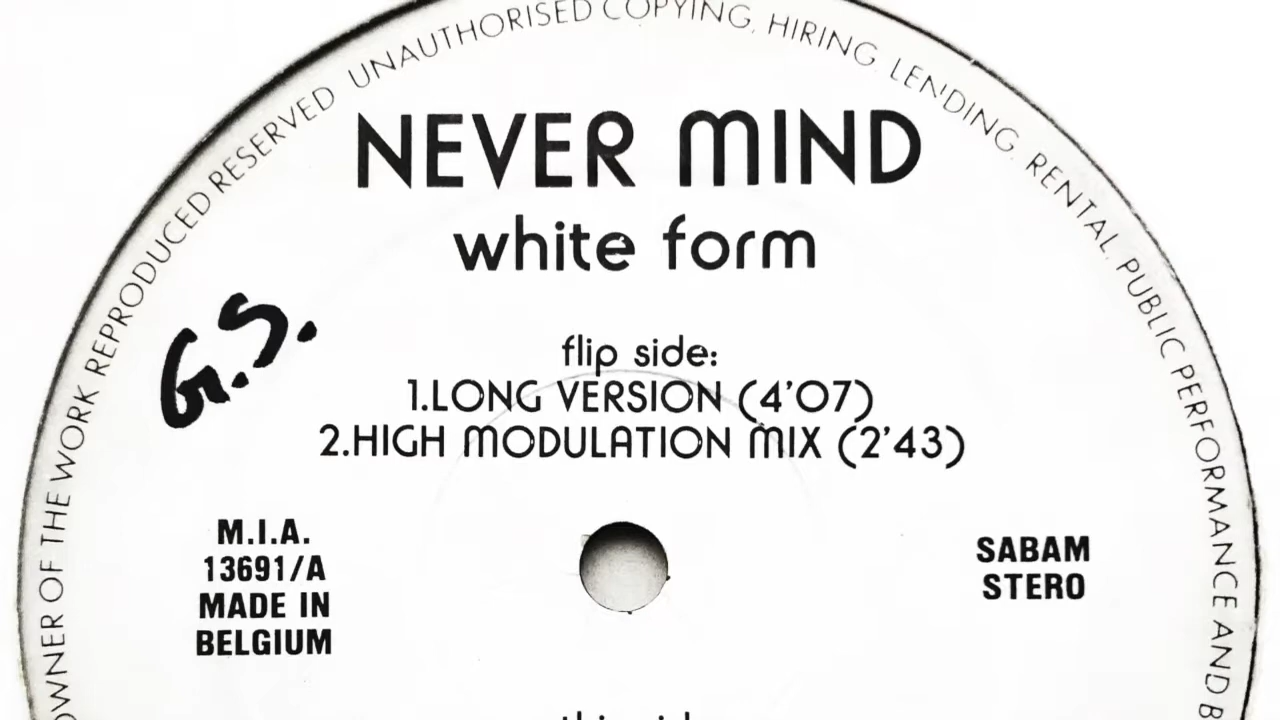 OWNER OF THE WORK REPRODUCED RESERVED UNAUTHORISED COPYING, HIRING, LENDING, RENTAL, PUBLIC PERFORMANCE AND B
NEVER MIND
white form
G.S.
flip side:
1.LONG VERSION (4'07)
2.HIGH MODULATION MIX (2'43)
M.I.A.
13691/A
MADE IN
BELGIUM
SABAM
STERO